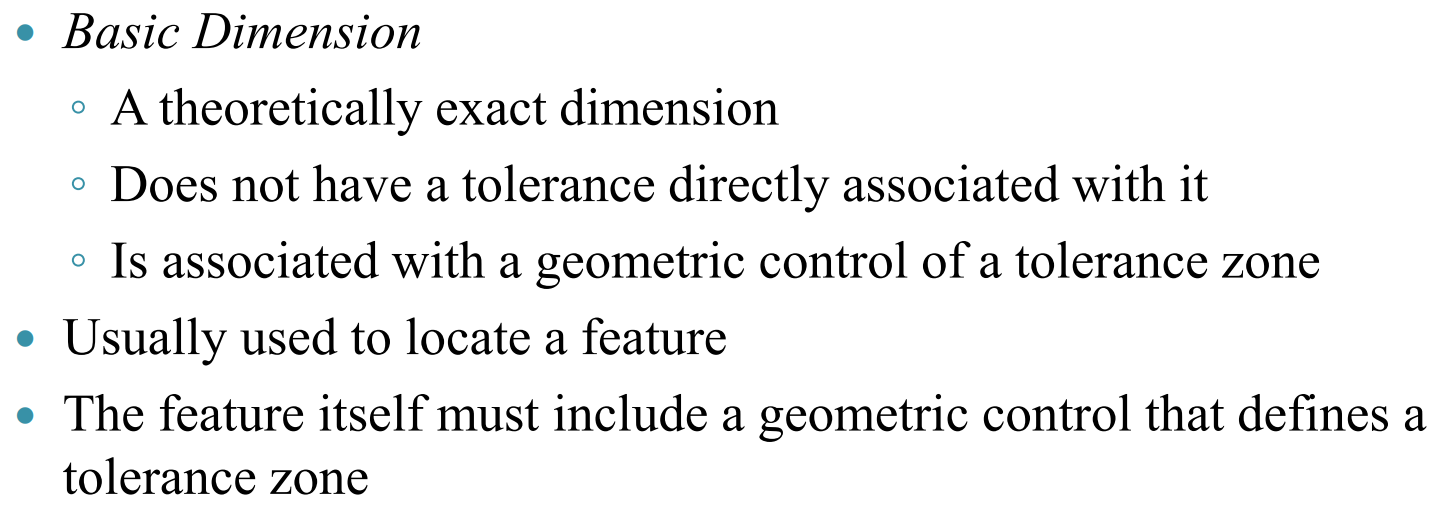 • Basic Dimension
◦ A theoretically exact dimension
◦ Does not have a tolerance directly associated with it
◦ Is associated with a geometric control of a tolerance zone
• Usually used to locate a feature
• The feature itself must include a geometric control that defines a
tolerance zone